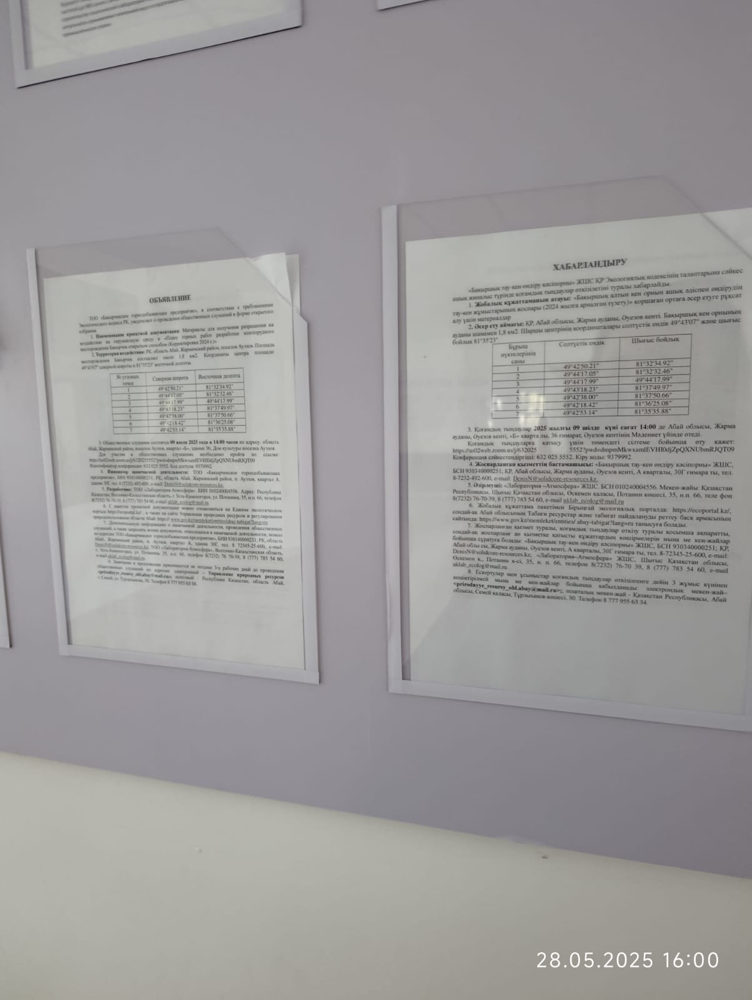 ОБЪЯВЛЕНИЕ
ТОО «Бакырчикское горнодобывающее предприятие», в соответствии с требованиями
Экологического кодекса РК, уведомляет о проведении общественных слушаний в форме открытого
собрания.
1. Наименование проектной документации: Материалы для получения разрешения на
воздействие на окружающую среду к «Плану горных работ разработки золоторудного
месторождения Бакырчик открытым способом (Корректировка 2024 г.)»
2. Территория воздействия: РК, область Абай, Жарминский район, поселок Ауэзов. Площадь
месторождения Бакырчик составляет около 1,8 км2. Координаты центра площади:
49°43'07" северной широты и 81°35'23" восточной долготы.
№ угловых точек Северная широта Восточная долгота
1 49°42'50.21" 81°32'34.92"
2 49°44'17.05" 81°32'32.46"
3 49°44'17.99" 49°44'17.99"
4 49°43'18.23" 81°37'49.97"
5 49°42'38.00" 81°37'50.66"
6 49°42'18.42" 81°36'25.08"
7 49°42'53.14" 81°35'35.88"
3. Общественные слушания состоятся 09 июля 2025 года в 14:00 часов по адресу: область
Абай, Жарминский район, поселок Ауэзов, квартал «Б», здание 36, Дом культуры поселка Ауэзов.
Для участия в общественных слушаниях необходимо пройти по ссылке:
http://us02web.zoom.us/j/6320255552?pwd=dmpmMkwxamlEVHI0djZpQXNUbmRJQT09
Идентификатор конференции: 632 025 5552. Код доступа: 9379992
4. Инициатор намечаемой деятельности: ТОО «Бакырчикское горнодобывающее
предприятие», БИН 930340000251, РК, область Абай, Жарминский район, п. Ауэзов, квартал А,
здание 30Г, тел. 8 (7232) 492-600, e-mail: DenisN@solidcore-resources.kz.
5. Разработчик: ТОО «Лаборатория-Атмосфера». БИН 010240004556. Адрес: Республика
Казахстан, Восточно-Казахстанская область, г. Усть-Каменогорск, ул. Потанина, 35, н.п. 66, телефон
8(7232) 76-70-39, 8 (777) 783 54 60, e-mail uklab_ecolog@mail.ru.
6. С пакетом проектной документации можно ознакомиться на Едином экологическом
портале https://ecoportal.kz/ , а также на сайте Управления природных ресурсов и регулирования
природопользования области Абай: https:// www.gov.kz/memleket/entities/abay-tabigat?lang=ru
7. Дополнительную информацию о намечаемой деятельности, проведении общественных
слушаний, а также запросить копии документов, относящихся к намечаемой деятельности, можно
по адресам: ТОО «Бакырчикское горнодобывающее предприятие», БИН 930340000251; РК, область
Абай, Жарминский район, п. Ауэзов, квартал А, здание 30Г, тел. 8 72345-25-600, e-mail:
DenisN@solidcore-resources.kz, ТОО «Лаборатория-Атмосфера», Восточно-Казахстанская область,
г. Усть-Каменогорск, ул. Потанина, 35, н.п. 66, телефон 8(7232) 76 70-39, 8 (777) 783 54 60,
e-mail uklab_ecolog@mail.ru.
8. Замечания и предложения принимаются не позднее 3-х рабочих дней до проведения
общественных слушаний по адресам: электронный – Управление природных ресурсов
<prirodnyye_resursy_obl.abay@mail.ru>; почтовый - Республика Казахстан, область Абай,
г. Семей, ул. Турлыханова, 30. Телефон 8 777 955 63 34.
ХАБАРЛАНДЫРУ
«Бақыршық тау-кен өндіру кәсіпорны» ЖШС ҚР Экологиялық кодексінің талаптарына сәйкес
ашық жиналыс түрінде қоғамдық тыңдаулар өткізілетіні туралы хабарлайды.
1. Жобалық құжаттаманың атауы: «Бақыршық алтын кен орнын ашық әдіспен өндірудің
тау-кен жұмыстарының жоспары (2024 жылға арналған түзету)» қоршаған ортаға әсер етуге рұқсат
алу үшін материалдар
2. Әсер ету аймағы: ҚР, Абай облысы, Жарма ауданы, Әуезов кенті. Бақыршық кен орнының
ауданы шамамен 1,8 км2. Шаршы центрінің координаталары солтүстік ендік 49°43'07" және шығыс
бойлық 81°35'23".
Бұрыш нүктелерінің саны Солтүстік ендік Шығыс бойлық
1 49°42'50.21" 81°32'34.92"
2 49°44'17.05" 81°32'32.46"
3 49°44'17.99" 49°44'17.99"
4 49°43'18.23" 81°37'49.97"
5 49°42'38.00" 81°37'50.66"
6 49°42'18.42" 81°36'25.08"
7 49°42'53.14" 81°35'35.88"
3. Қоғамдық тыңдаулар 2025 жылғы 09 шілде күні сағат 14:00 де Абай облысы, Жарма
ауданы, Әуезов кенті, «Б» кварталы, 36 ғимарат, Әуезов кентінің Мәдениет үйінде өтеді.
Қоғамдық тыңдауларға қатысу үшін төмендегі сілтеме бойынша өту қажет:
https://us02web.zoom.us/j/632025 5552?pwd=dmpmMkwxamlEVHI0djZpQXNUbmRJQT09
Конференция сәйкестендіргіші: 632 025 5552. Кіру коды: 9379992
4. Жоспарланған қызметтің бастамашысы: «Бақыршық тау-кен өндіру кәсіпорны» ЖШС,
БСН 930340000251; ҚР, Абай облысы, Жарма ауданы, Әуезов кенті, А кварталы, 30Г ғимара ты, тел.
8-7232-492-600, e-mail: DenisN@solidcore-resources.kz.
5. Әзірлеуші: «Лаборатория –Атмосфера» ЖШС. БСН 010240004556. Мекен-жайы: Қазақстан
Республикасы, Шығыс Қазақстан облысы, Өскемен қаласы, Потанин көшесі, 35, н.п. 66, теле фон
8(7232) 76-70-39, 8 (777) 783 54 60, e-mail uklab_ecolog@mail.ru
6. Жобалық құжаттама пакетімен Бірыңғай экологиялық порталда: https://ecoportal.kz/,
сондай-ақ Абай облысының Табиғи ресурстар және табиғат пайдалануды реттеу басқ армасының
сайтында: https://www.gov.kz/memleket/entities/ abay-tabigat?lang=ru танысуға болады.
7. Жоспарланған қызмет туралы, қоғамдық тыңдаулар өткізу туралы қосымша ақпаратты,
сондай-ақ жоспарланғ ан қызметке қатысты құжаттардың көшірмелерін мына ме кен-жайлар
бойынша сұратуға болады: «Бақыршық тау-кен өндіру кәсіпорны» ЖШС, БСН 930340000251; ҚР,
Абай облы сы, Жарма ауданы, Әуезов кенті, А кварталы, 30Г ғимара ты, тел. 8-72345-25-600, e-mail:
DenisN@solidcore-resources.kz; «Лаборатория–Атмосфера» ЖШС, Шығыс Қазақстан облысы,
Өскемен қ., Потанина к-сі, 35, н. п. 66, телефон 8(7232) 76-70 39, 8 (777) 783 54 60, e-mail
uklab_ecolog@mail.ru
8. Ескертулер мен ұсыныстар қоғамдық тыңдаулар өткізілгенге дейін 3 жұмыс күнінен
кешіктірілмей мына ме кен-жайлар бойынша қабылданады: электрондық мекен-жай–
<prirodnyye_resursy_obl.abay@mail.ru>;; пошталық мекен-жай - Қазақстан Республикасы, Абай
облысы, Семей қаласы, Тұрлыханов көшесі, 30. Телефон 8 777 955 63 34.
28.05.2025 16:00